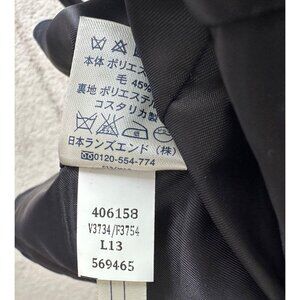 本体 ポリエス
毛 45%
裏地 ポリエステ
コスタリカ製
日本ランズエンド（株）
0120-554-774
406158
V3734/F3754
L13
569465